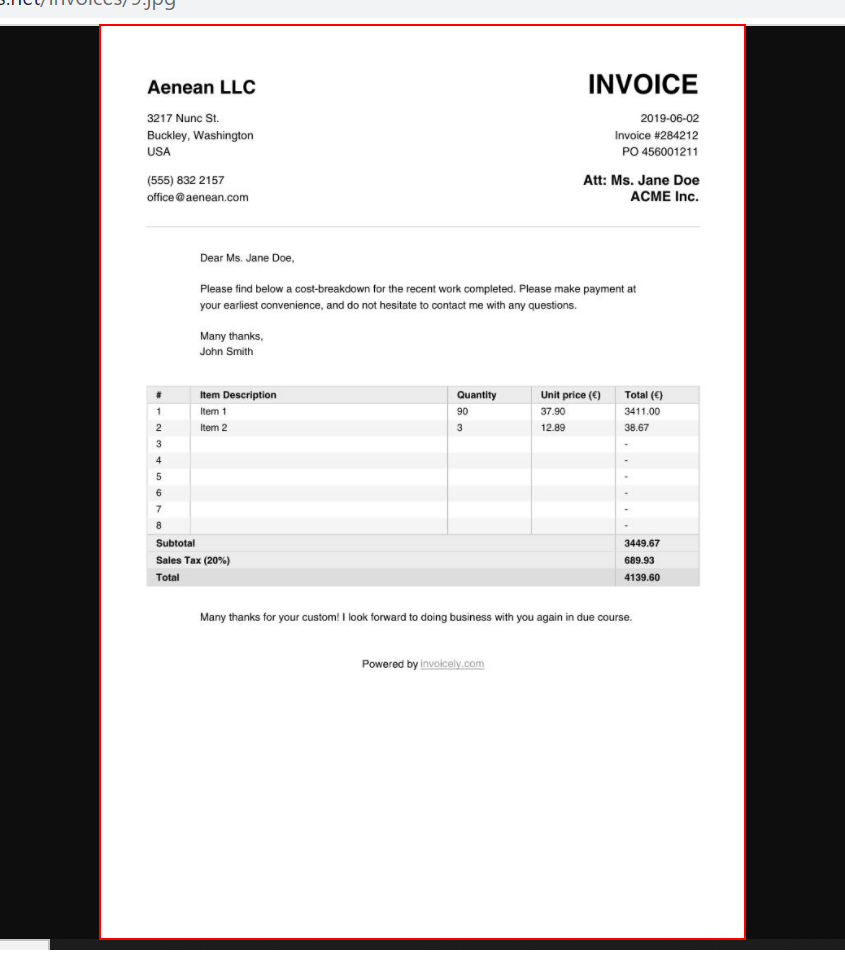 Aenean LLC
INVOICE
3217 Nunc St.
Buckley, Washington
USA
2019-06-02
Invoice #284212
PO 456001211
(555) 832 2157
office@aenean.com
Att: Ms. Jane Doe
ACME Inc.
Dear Ms. Jane Doe,
Please find below a cost-breakdown for the recent work completed. Please make payment at
your earliest convenience, and do not hesitate to contact me with any questions.
Many thanks,
John Smith
# Item Description Quantity Unit price (€) Total (€)
1 Item 1 90 37.90 3411.00
2 Item 2 3 12.89 38.67
3 -
4 -
5 -
6 -
7 -
8 -
Subtotal 3449.67
Sales Tax (20%) 689.93
Total 4139.60
Many thanks for your custom! I look forward to doing business with you again in due course.
Powered by invoicely.com